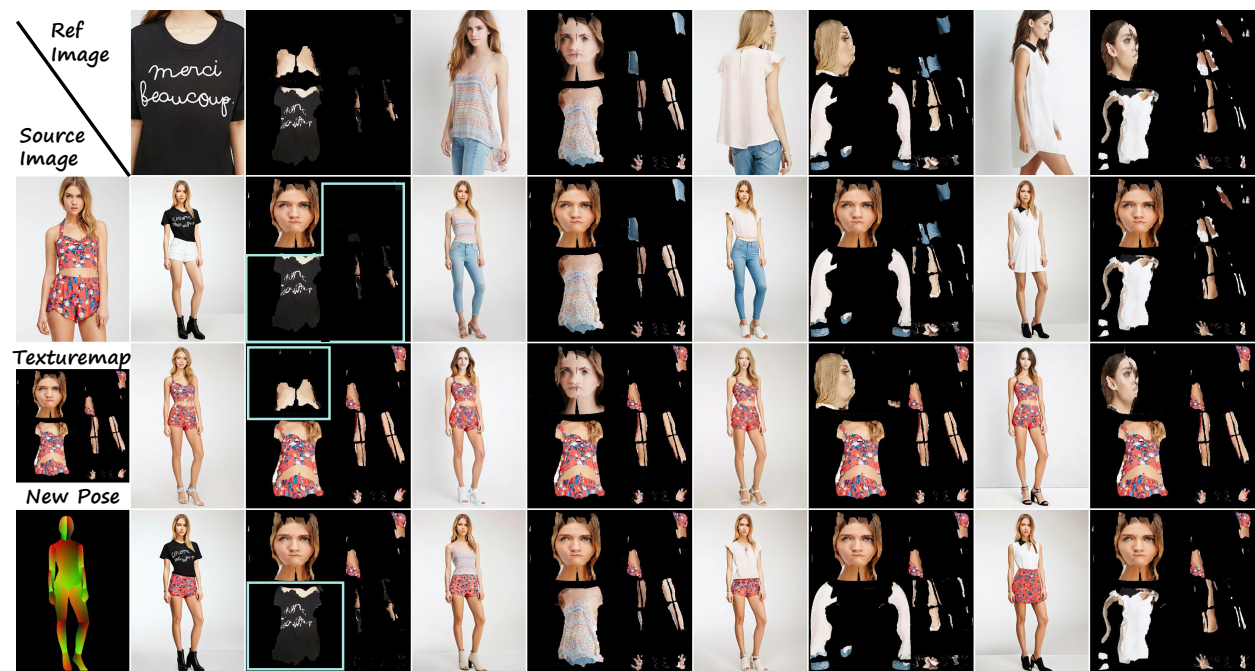 Ref
Image
Source
Image
merci
beaucoup.
Texturemap
New Pose